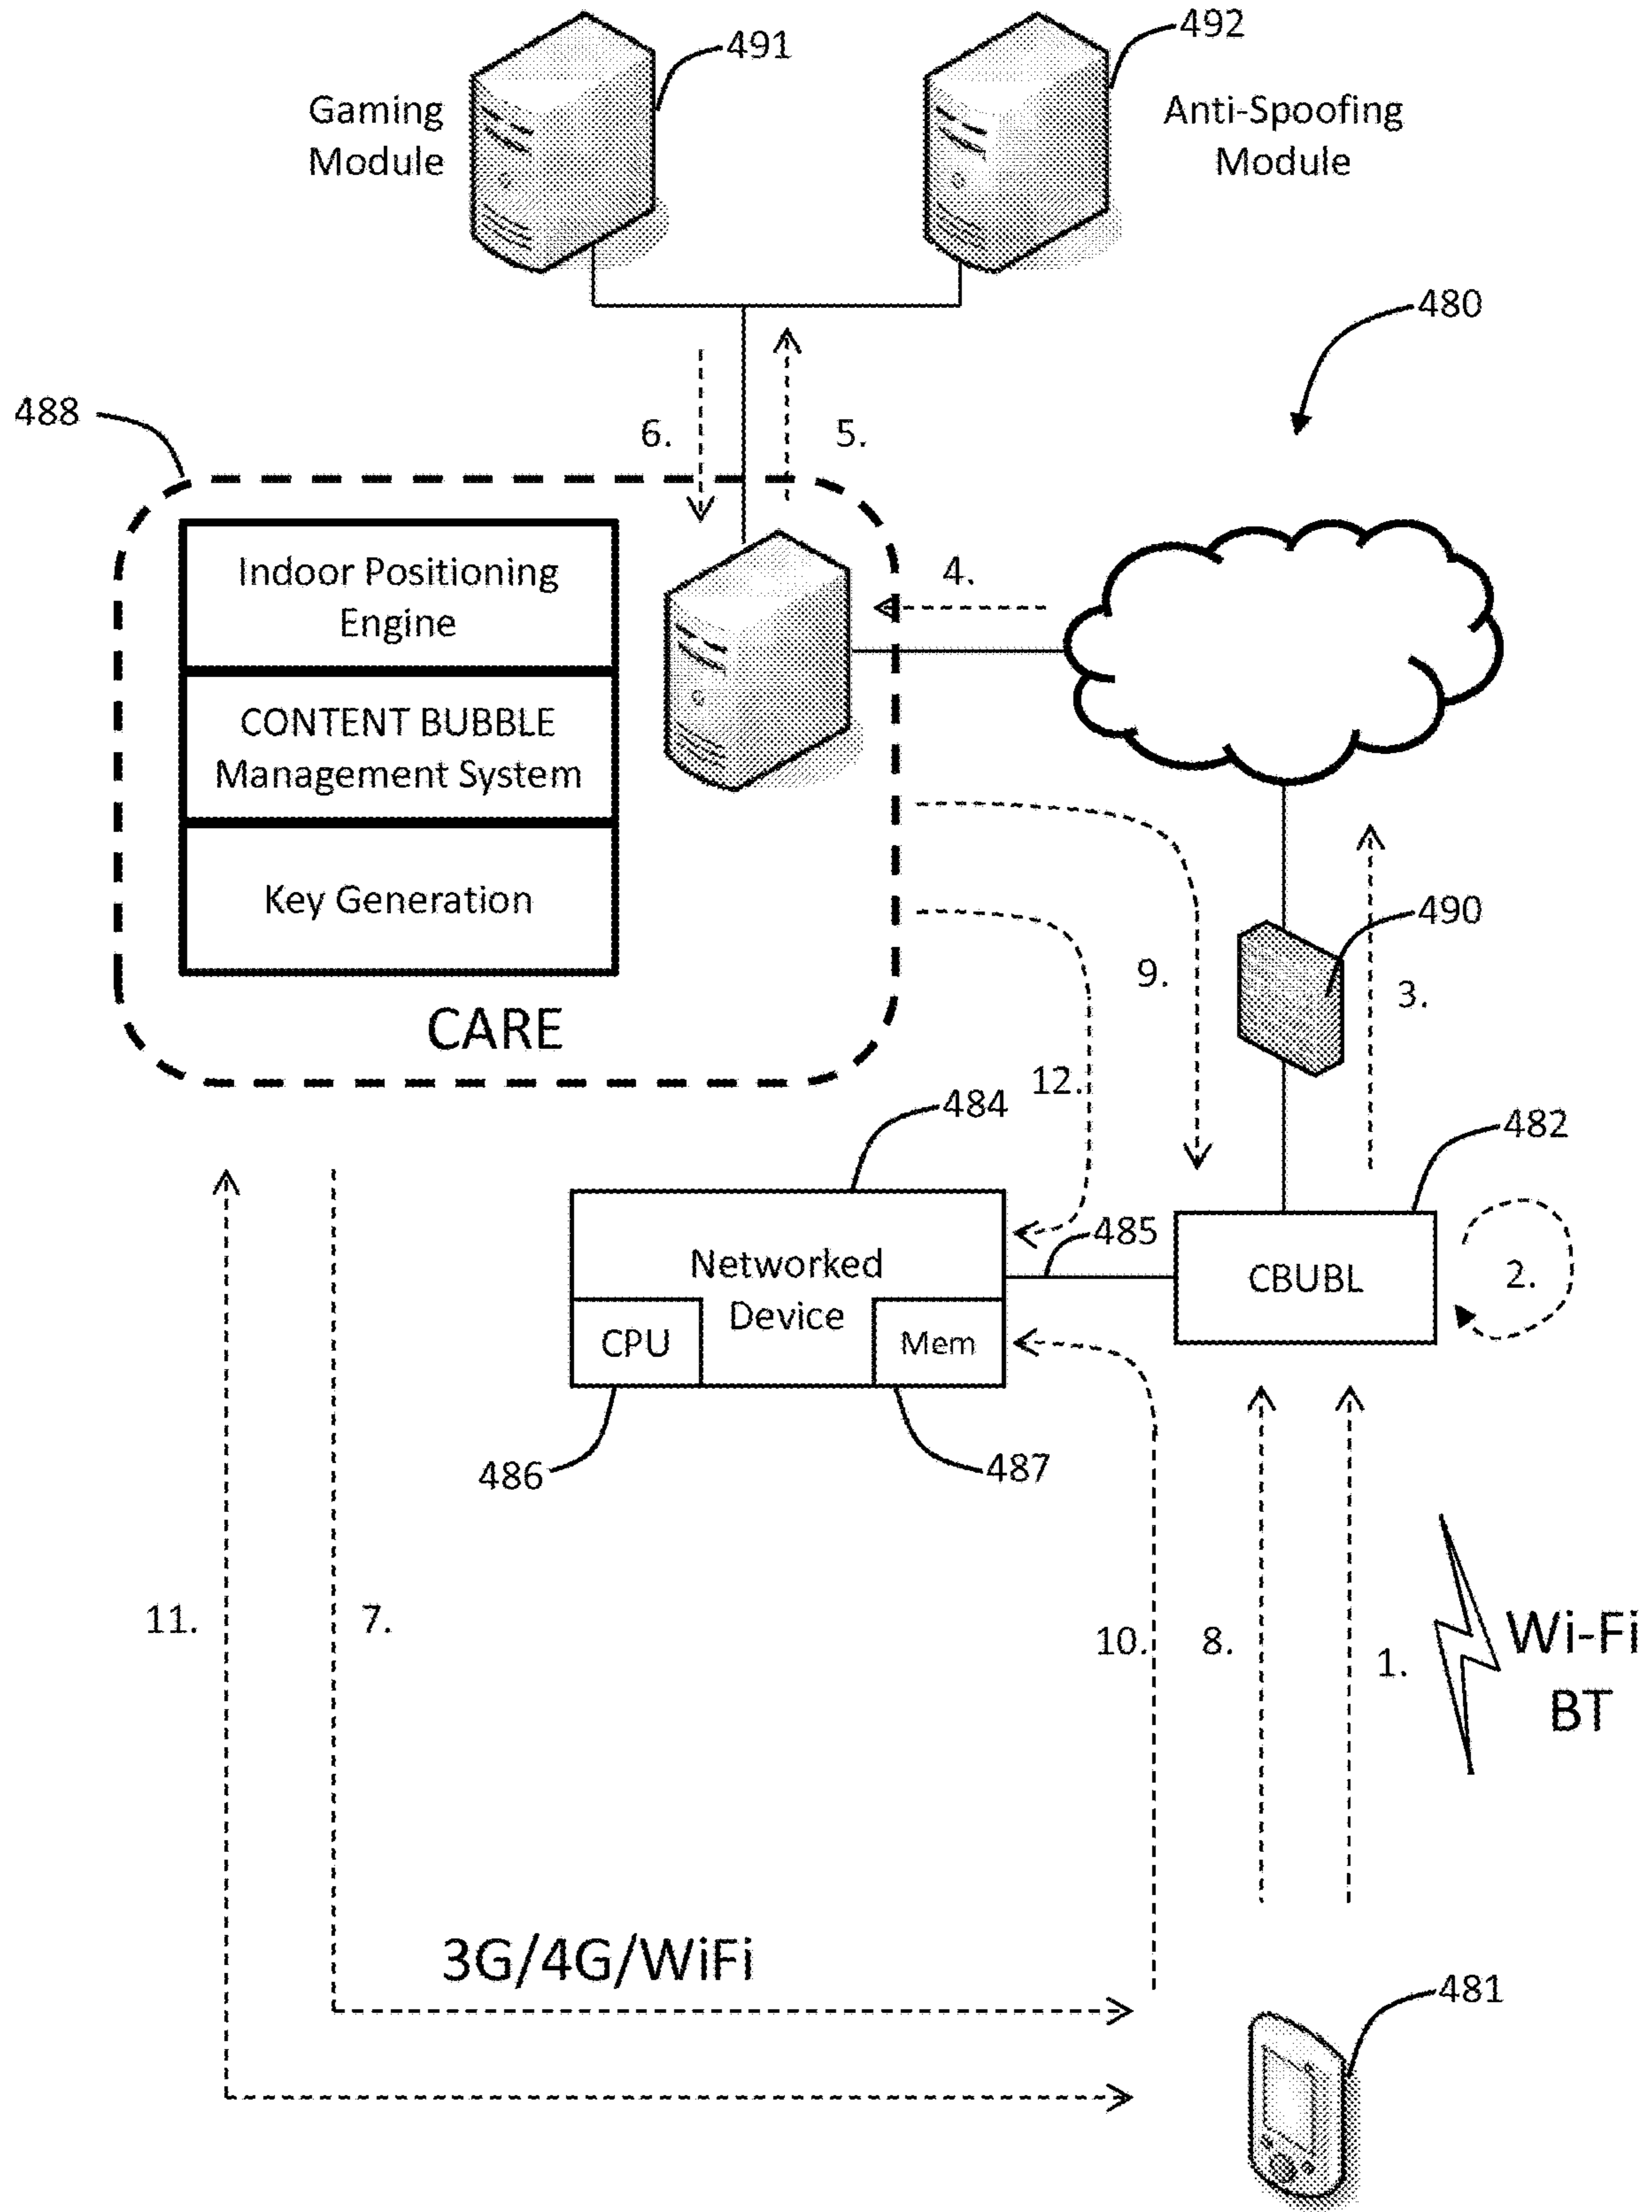 492
491
Gaming
Module
Anti-Spoofing
Module
480
488
6.
5.
4.
Indoor Positioning
Engine
CONTENT BUBBLE
Management System
Key Generation
CARE
490
9.
3.
12.
484
482
485
Networked
Device
CPU
Mem
CBUBL
2.
486
487
11.
7.
10.
8.
1.
Wi-Fi
BT
3G/4G/WiFi
481